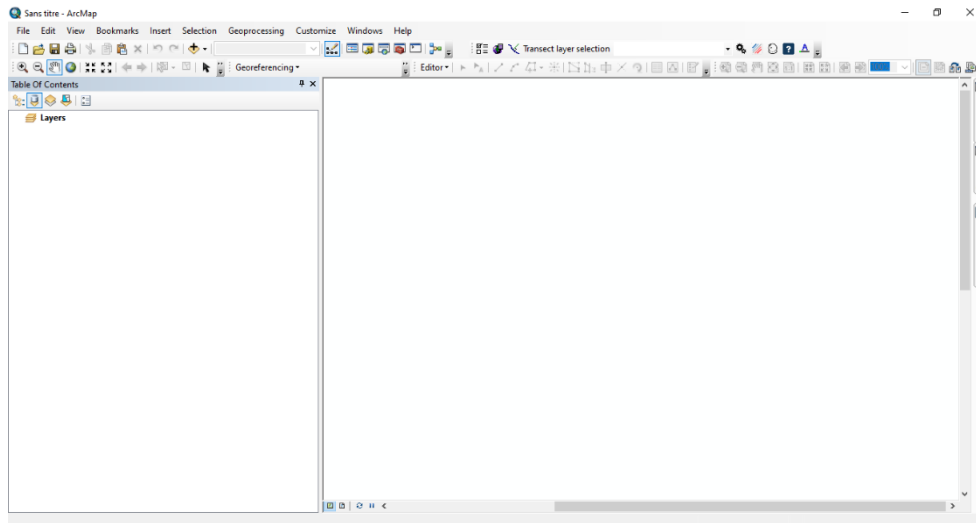 Sans titre - ArcMap
File Edit View Bookmarks Insert Selection Geoprocessing Customize Windows Help
Transect layer selection
Georeferencing
Editor
Table Of Contents
Layers